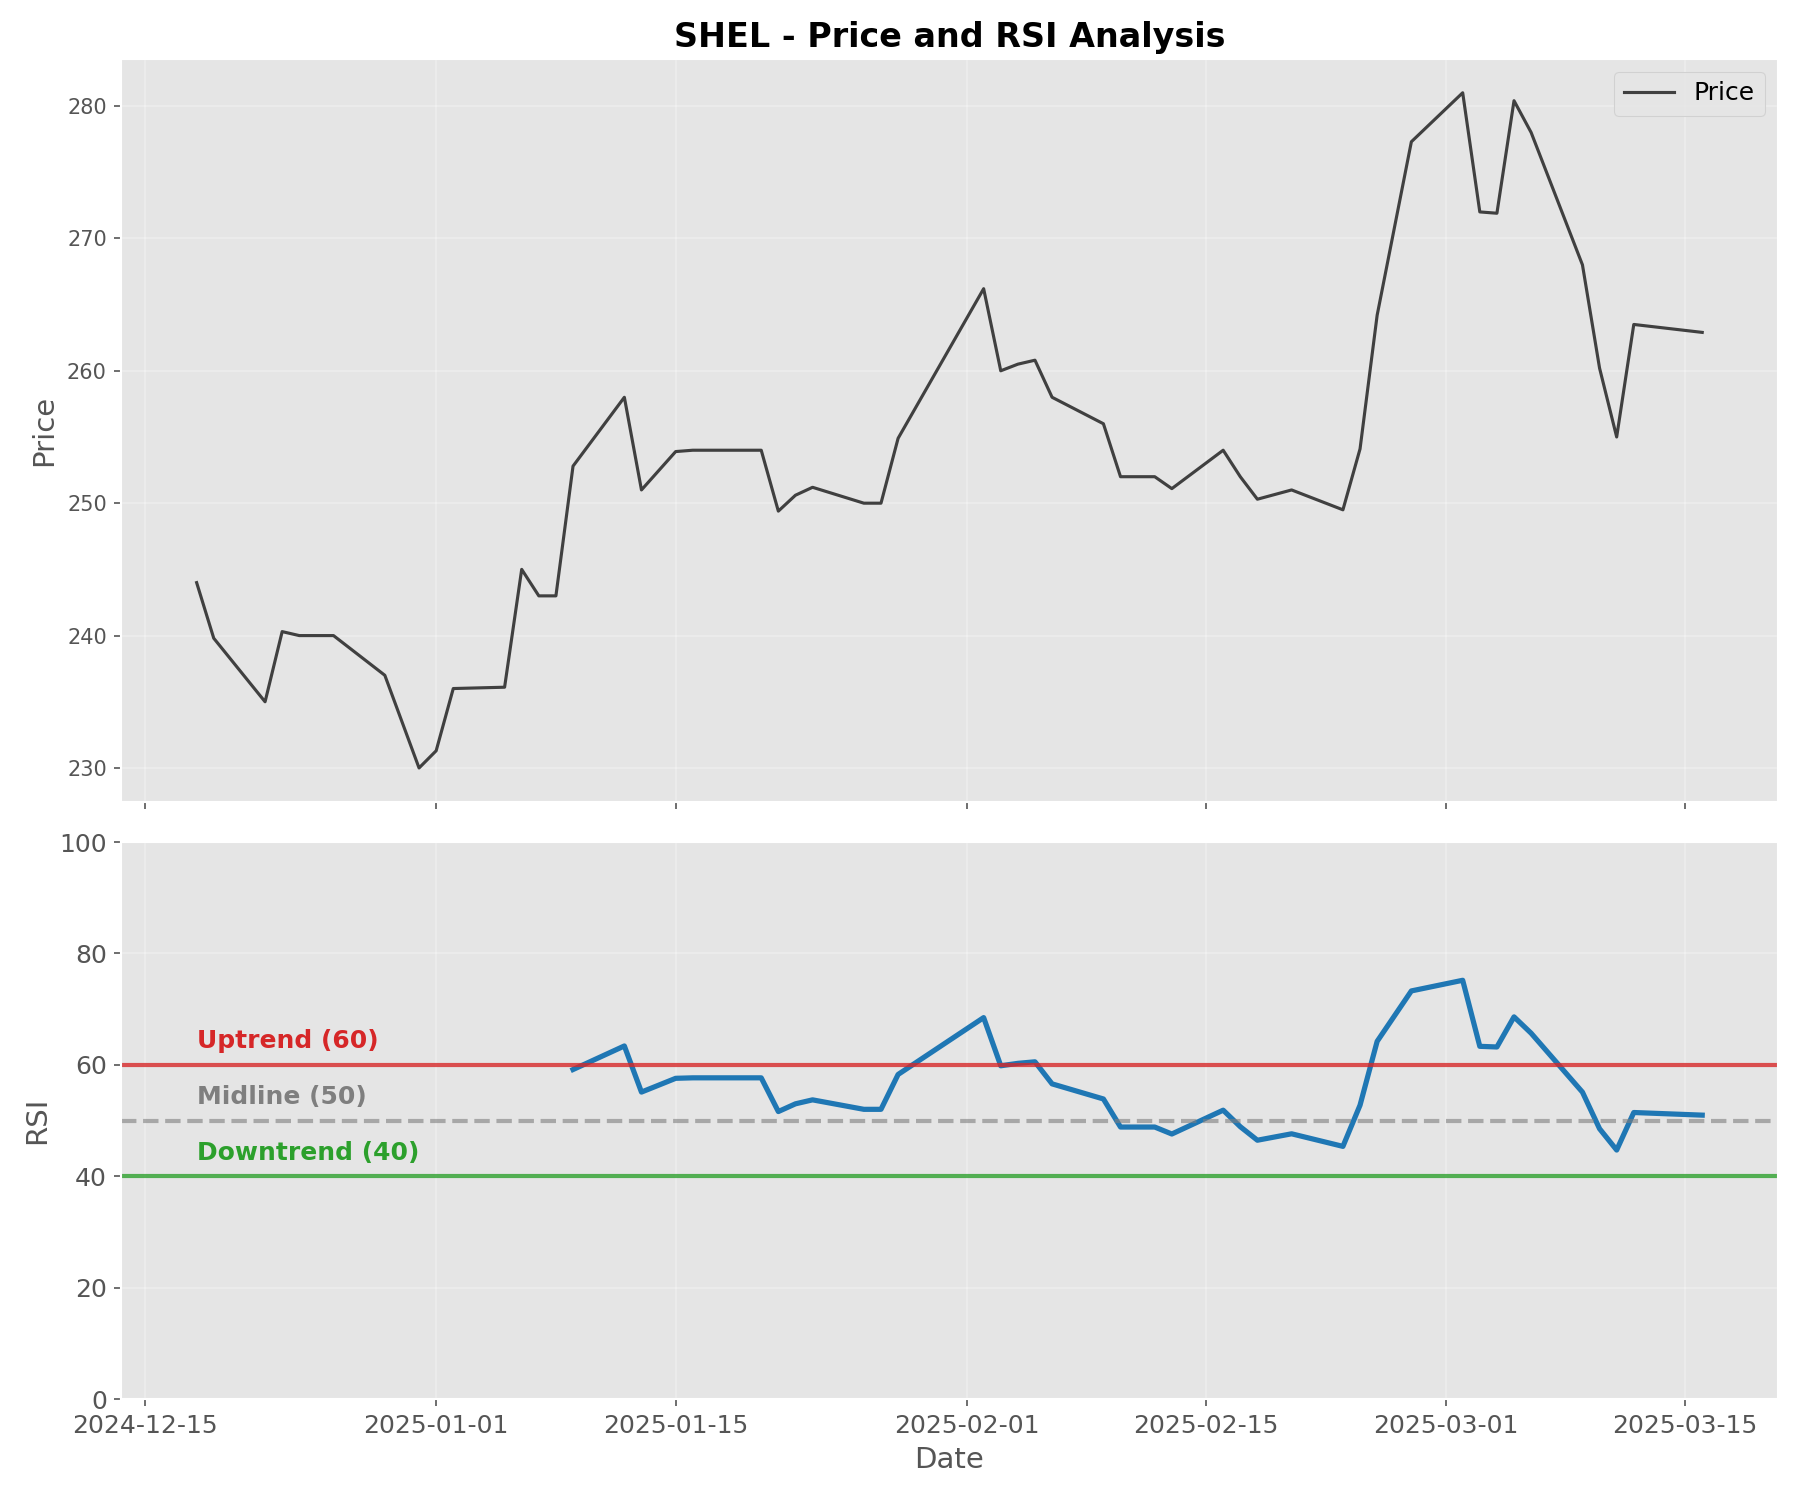 SHEL - Price and RSI Analysis
Price
280
270
260
250
240
230
Price
100
80
60
40
20
0
RSI
Uptrend (60)
Midline (50)
Downtrend (40)
2024-12-15 2025-01-01 2025-01-15 2025-02-01 2025-02-15 2025-03-01 2025-03-15
Date